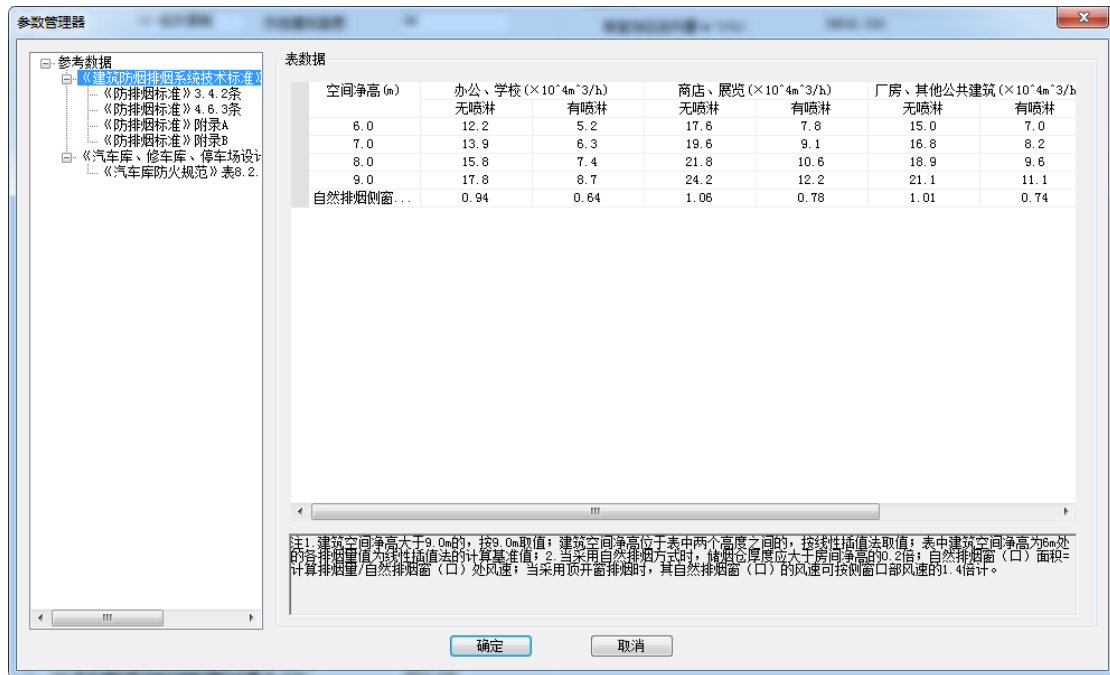 参数管理器
参考数据
《建筑防烟排烟系统技术标准》
《防排烟标准》3.4.2条
《防排烟标准》4.6.3条
《防排烟标准》附录A
《防排烟标准》附录B
《汽车库、修车库、停车场设计
《汽车库防火规范》表8.2.
表数据
空间净高(m) 办公、学校(×10^4m^3/h) 商店、展览(×10^4m^3/h) 厂房、其他公共建筑(×10^4m^3/h
无喷淋 有喷淋 无喷淋 有喷淋 无喷淋 有喷淋
6.0 12.2 5.2 17.6 7.8 15.0 7.0
7.0 13.9 6.3 19.6 9.1 16.8 8.2
8.0 15.8 7.4 21.8 10.6 18.9 9.6
9.0 17.8 8.7 24.2 12.2 21.1 11.1
自然排烟侧窗... 0.94 0.64 1.06 0.78 1.01 0.74
注1.建筑空间净高大于9.0m的，按9.0m取值；建筑空间净高位于表中两个高度之间的，按线性插值法取值；表中建筑空间净高为6m处
的各排烟量值为线性插值法的计算基准值；2.当采用自然排烟方式时，储烟仓厚度应大于房间净高的0.2倍；自然排烟窗（口）面积=
计算排烟量/自然排烟窗（口）处风速；当采用顶开窗排烟时，其自然排烟窗（口）的风速可按侧窗口部风速的1.4倍计。
确定
取消